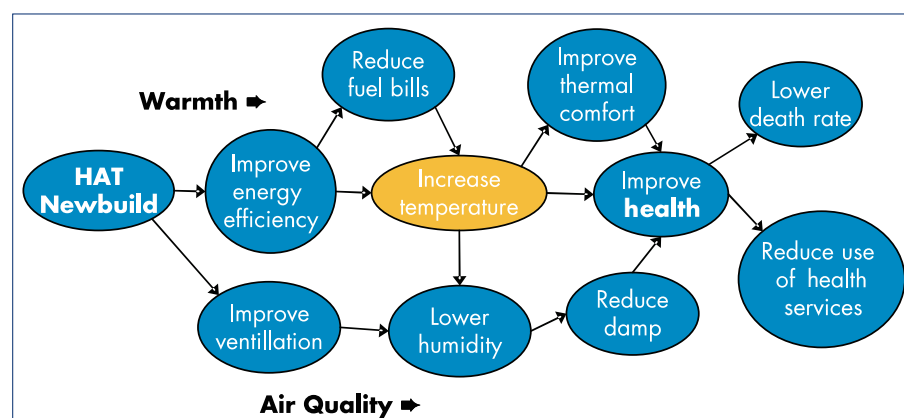 Reduce
fuel bills
Improve
thermal
comfort
Lower
death rate
Warmth ➨
HAT
Newbuild
Improve
energy
efficiency
Increase
temperature
Improve
health
Reduce use
of health
services
Improve
ventillation
Lower
humidity
Reduce
damp
Air Quality ➨